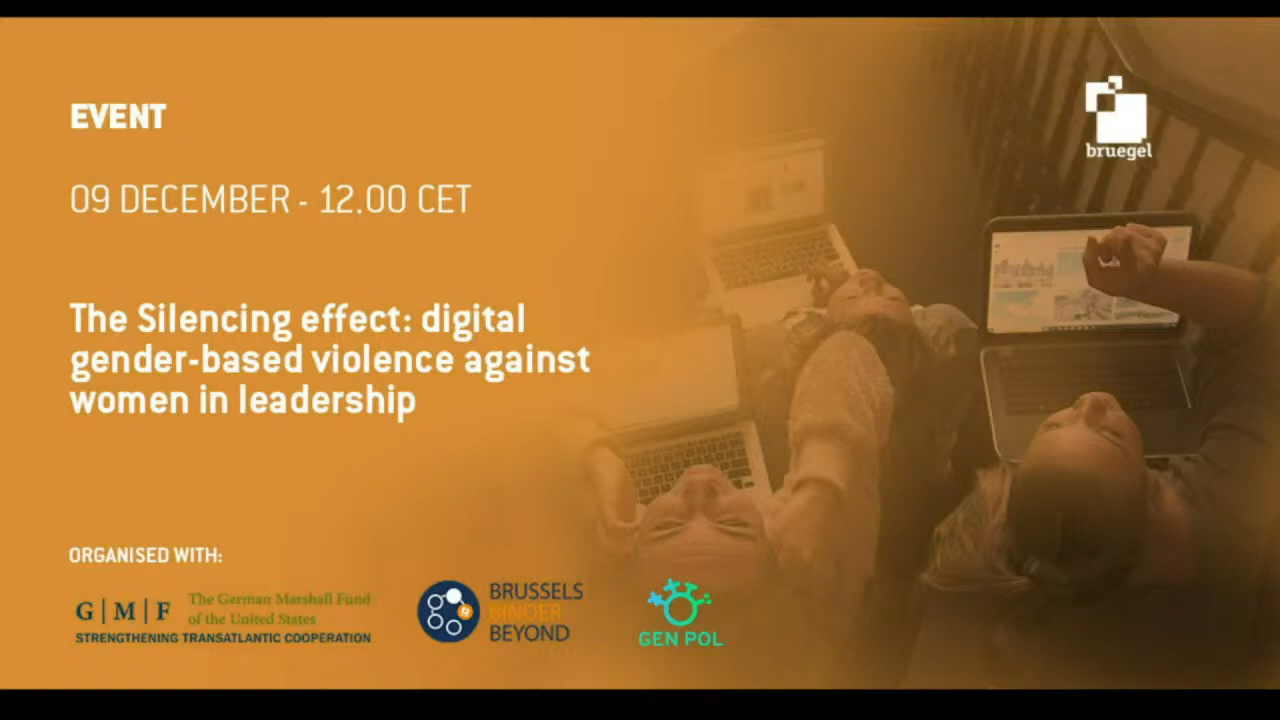 EVENT
bruegel
09 DECEMBER - 12.00 CET
The Silencing effect: digital
gender-based violence against
women in leadership
ORGANISED WITH:
G|M|F
The German Marshall Fund
of the United States
STRENGTHENING TRANSATLANTIC COOPERATION
BRUSSELS
BINDER
BEYOND
GEN POL